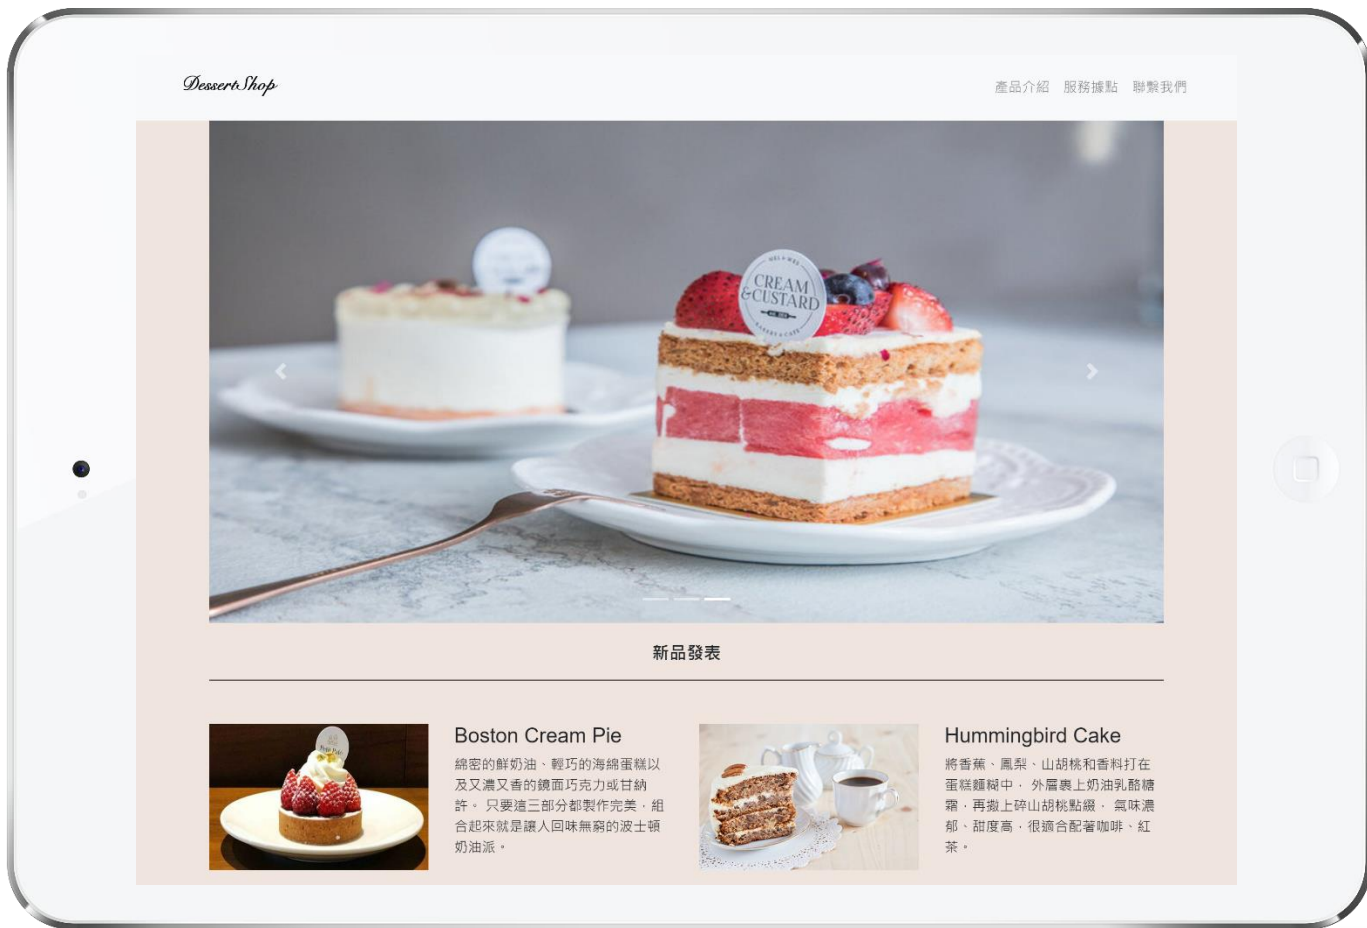 DessertShop
產品介紹 服務據點 聯繫我們
MEL & MEL
CREAM
&CUSTARD
BAKERY & CAFE
新品發表
Boston Cream Pie
綿密的鮮奶油、輕巧的海綿蛋糕以
及又濃又香的鏡面巧克力或甘納
許。 只要這三部分都製作完美，組
合起來就是讓人回味無窮的波士頓
奶油派。
Hummingbird Cake
將香蕉、鳳梨、山胡桃和香料打在
蛋糕麵糊中， 外層裹上奶油乳酪糖
霜，再撒上碎山胡桃點綴， 氣味濃
郁、甜度高，很適合配著咖啡、紅
茶。